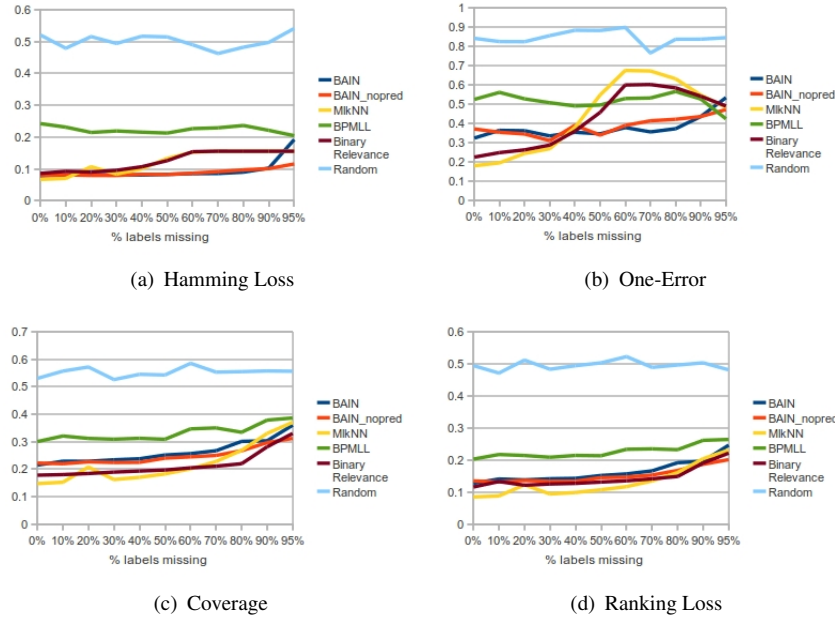 0.6
0.5
0.4
0.3
0.2
0.1
0
0% 10% 20% 30% 40% 50% 60% 70% 80% 90% 95%
% labels missing
BAIN
BAIN_nopred
MlkNN
BPMLL
Binary
Relevance
Random
(a) Hamming Loss
1
0.9
0.8
0.7
0.6
0.5
0.4
0.3
0.2
0.1
0
0% 10% 20% 30% 40% 50% 60% 70% 80% 90% 95%
% labels missing
BAIN
BAIN_nopred
MlkNN
BPMLL
Binary
Relevance
Random
(b) One-Error
0.7
0.6
0.5
0.4
0.3
0.2
0.1
0
0% 10% 20% 30% 40% 50% 60% 70% 80% 90% 95%
% labels missing
BAIN
BAIN_nopred
MlkNN
BPMLL
Binary
Relevance
Random
(c) Coverage
0.6
0.5
0.4
0.3
0.2
0.1
0
0% 10% 20% 30% 40% 50% 60% 70% 80% 90% 95%
% labels missing
BAIN
BAIN_nopred
MlkNN
BPMLL
Binary
Relevance
Random
(d) Ranking Loss